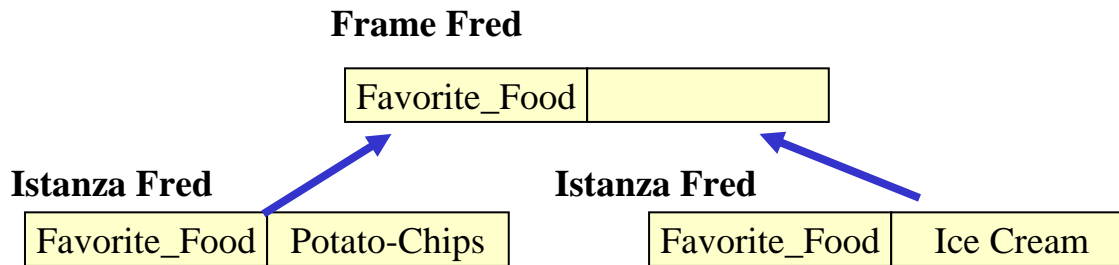 Frame Fred
Favorite_Food
Istanza Fred Istanza Fred
Favorite_Food Potato-Chips Favorite_Food Ice Cream